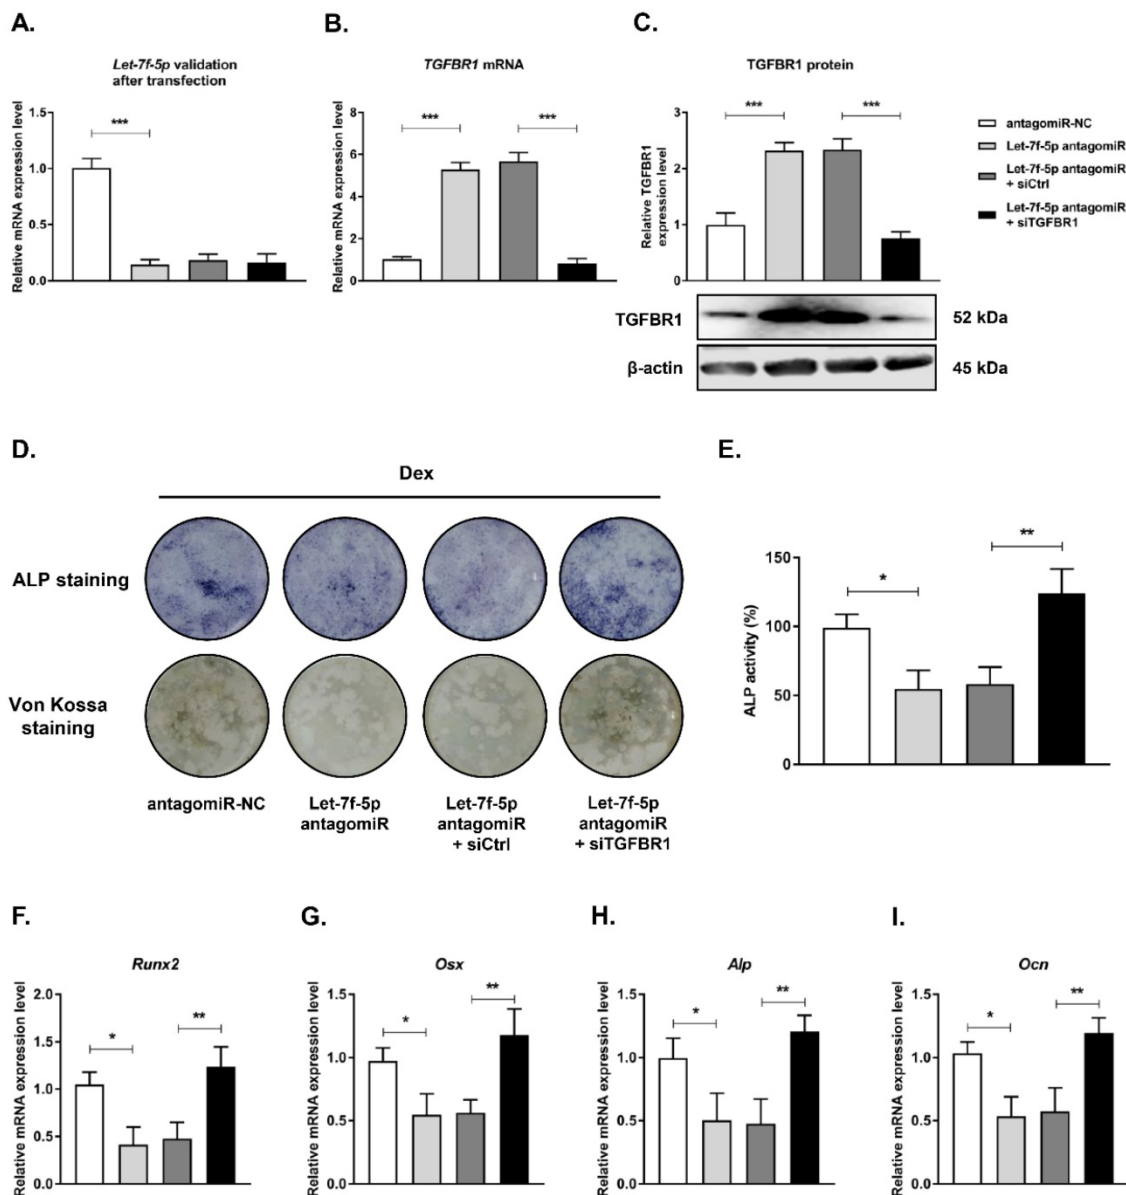 A.
B.
C.
Let-7f-5p validation
after transfection
TGFBR1 mRNA
TGFBR1 protein
Relative mRNA expression level
1.5
1.0
0.5
0.0
***
Relative mRNA expression level
8
6
4
2
0
***
***
Relative TGFBR1
expression level
3
2
1
0
***
***
antagomiR-NC
Let-7f-5p antagomiR
Let-7f-5p antagomiR
+ siCtrl
Let-7f-5p antagomiR
+ siTGFBR1
TGFBR1
52 kDa
β-actin
45 kDa
D.
Dex
ALP staining
Von Kossa
staining
antagomiR-NC
Let-7f-5p
antagomiR
Let-7f-5p
antagomiR
+ siCtrl
Let-7f-5p
antagomiR
+ siTGFBR1
E.
ALP activity (%)
150
100
50
0
*
**
F.
G.
H.
I.
Runx2
Relative mRNA expression level
2.0
1.5
1.0
0.5
0.0
*
**
Osx
Relative mRNA expression level
1.5
1.0
0.5
0.0
*
**
Alp
Relative mRNA expression level
1.5
1.0
0.5
0.0
*
**
Ocn
Relative mRNA expression level
1.5
1.0
0.5
0.0
*
**